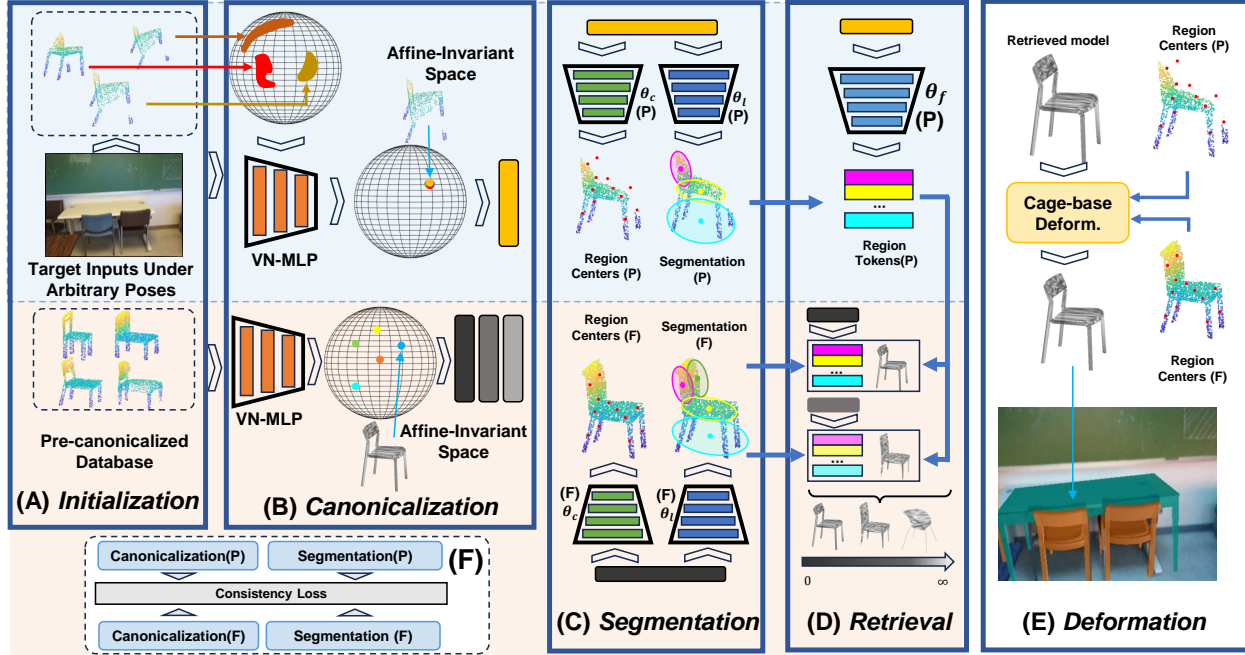 Target Inputs Under
Arbitrary Poses
Pre-canonicalized
Database
(A) Initialization
Affine-Invariant
Space
VN-MLP
VN-MLP
Affine-Invariant
Space
(B) Canonicalization
Canonicalization(P)
Segmentation(P)
(F)
Consistency Loss
Canonicalization(F)
Segmentation (F)
θc
(P)
θl
(P)
Region
Centers (P)
Segmentation
(P)
Region
Centers (F)
Segmentation
(F)
(F)
θc
(F)
θl
(C) Segmentation
θf
(P)
...
Region
Tokens(P)
...
...
0
∞
(D) Retrieval
Retrieved model
Region
Centers (P)
Cage-base
Deform.
Region
Centers (F)
(E) Deformation